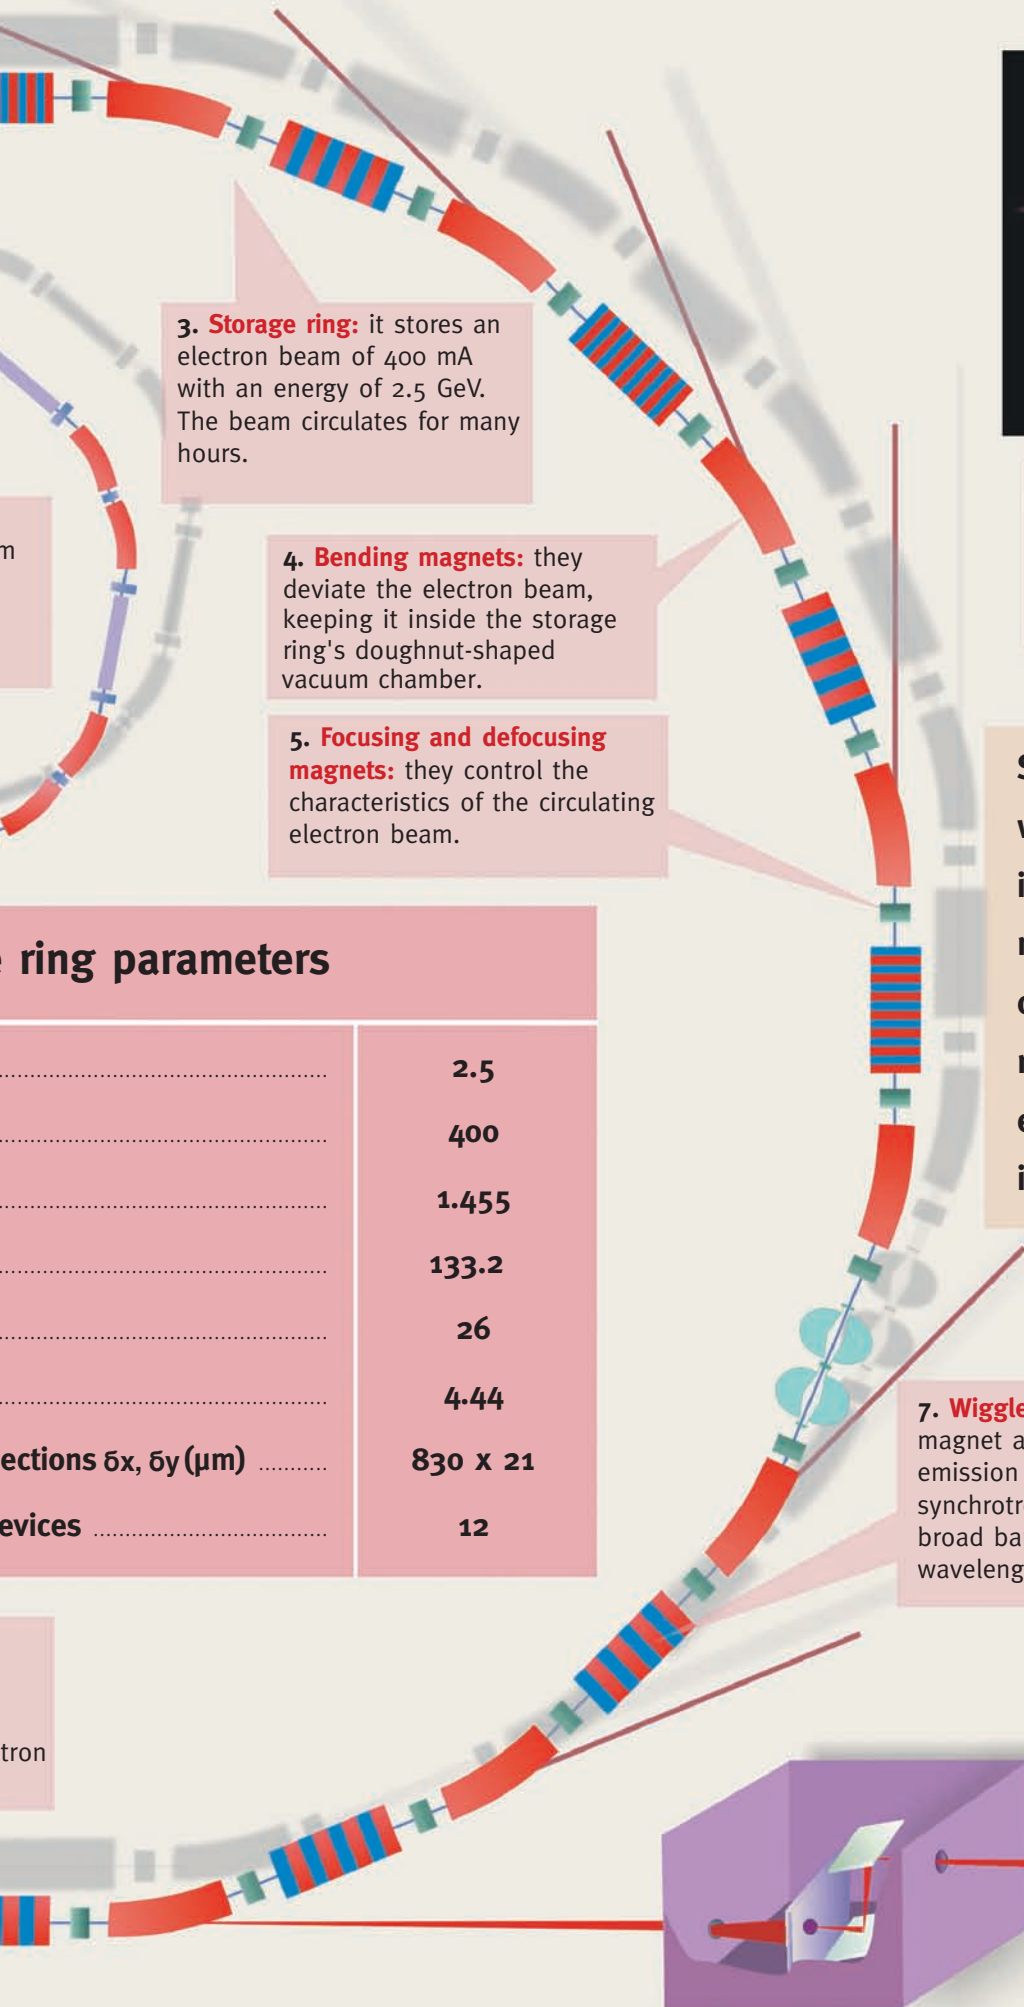 3. Storage ring: it stores an
electron beam of 400 mA
with an energy of 2.5 GeV.
The beam circulates for many
hours.
m
4. Bending magnets: they
deviate the electron beam,
keeping it inside the storage
ring's doughnut-shaped
vacuum chamber.
5. Focusing and defocusing
magnets: they control the
characteristics of the circulating
electron beam.
ring parameters
2.5
400
1.455
133.2
26
4.44
ections б‌x, бy (µm) ........... 830 x 21
evices ........... 12
7. Wiggle
magnet a
emission
synchrotr
broad ba
waveleng
tron